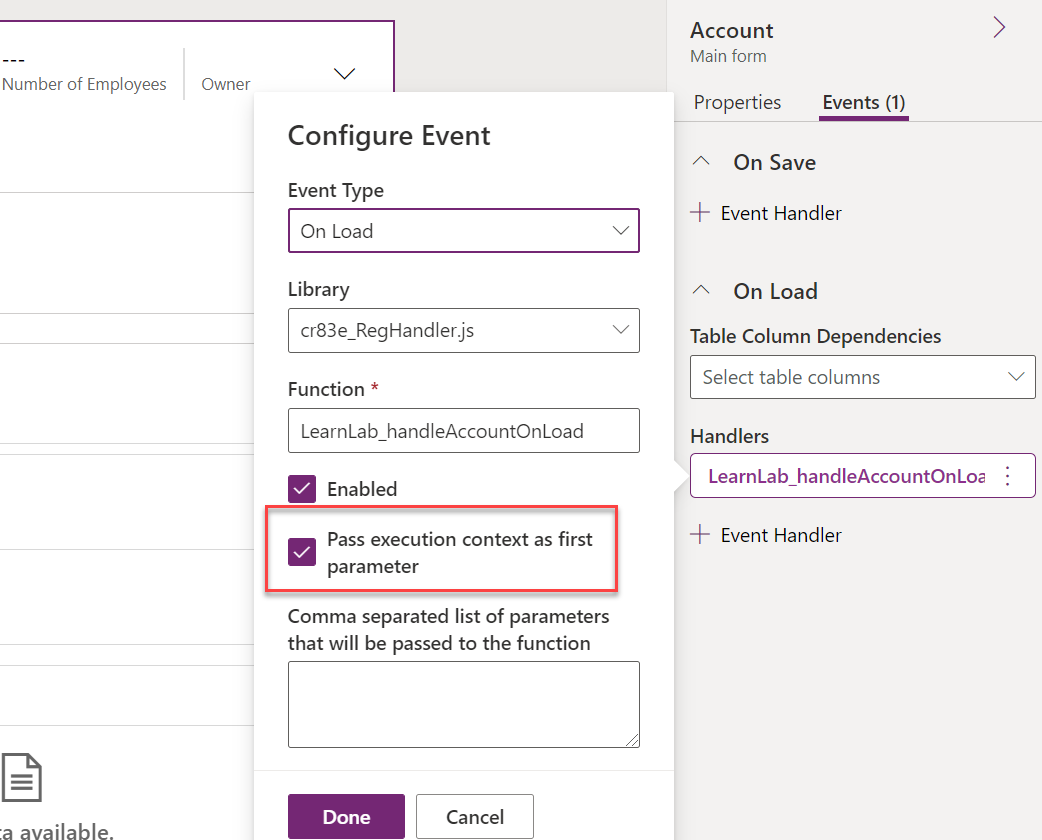 ---
Number of Employees
Owner
Configure Event
Event Type
On Load
Library
cr83e_RegHandler.js
Function *
LearnLab_handleAccountOnLoad
Enabled
Pass execution context as first
parameter
Comma separated list of parameters
that will be passed to the function
Done
Cancel
Account
Main form
Properties
Events (1)
On Save
Event Handler
On Load
Table Column Dependencies
Select table columns
Handlers
LearnLab_handleAccountOnLoa
Event Handler
ta available.